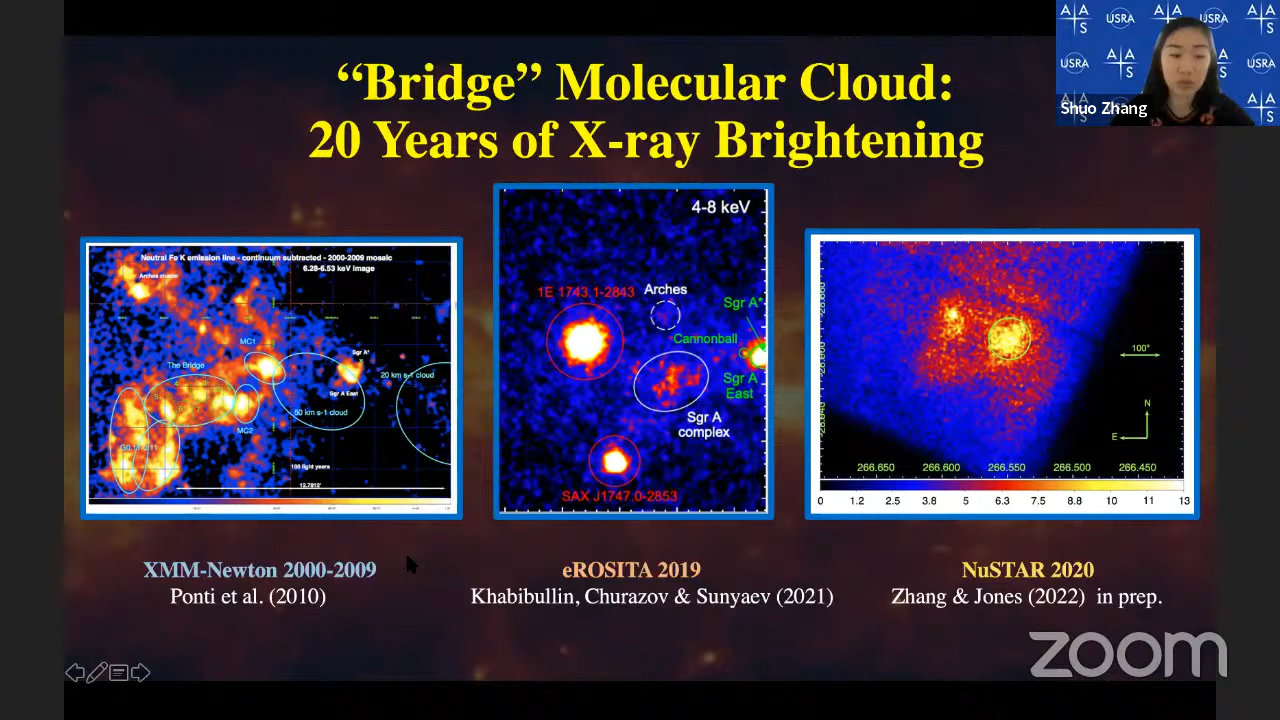 “Bridge” Molecular Cloud:
20 Years of X-ray Brightening
A A
S
USRA
A A
S
USRA
A A
S
USRA
A A
S
A A
S
USRA
Shuo Zhang
Neutral Fe K emission line - continuum subtracted - 2000-2009 mosaic
6.28-6.53 keV image
Arches cluster
MC1
The Bridge
Sgr A*
20 km s-1 cloud
Sgr A East
50 km s-1 cloud
MC2
100 light years
4-8 keV
1E 1743.1-2843
Arches
Sgr A*
Cannonball
Sgr A
East
Sgr A
complex
SAX J1747.0-2853
100"
N
E
266.650 266.600 266.550 266.500 266.450
0 1.2 2.5 3.8 5 6.3 7.5 8.8 10 11 13
XMM-Newton 2000-2009
Ponti et al. (2010)
eROSITA 2019
Khabibullin, Churazov & Sunyaev (2021)
NuSTAR 2020
Zhang & Jones (2022) in prep.
zoom